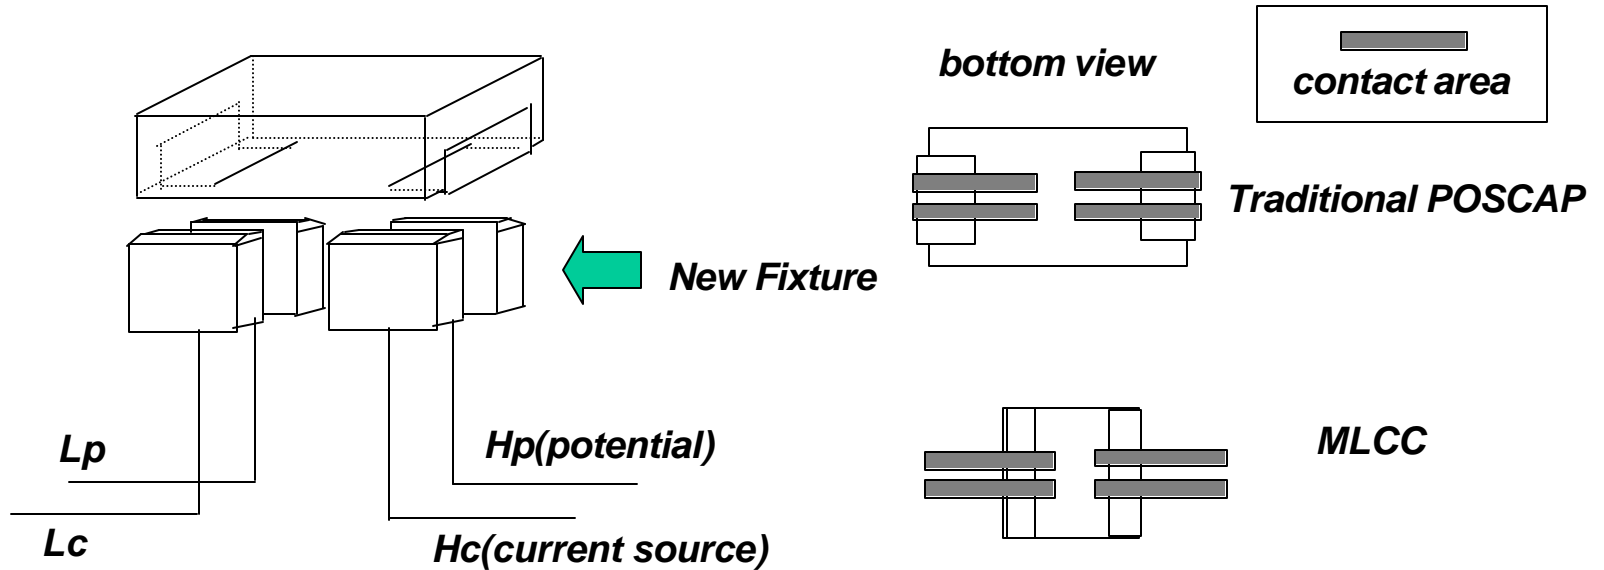 bottom view
contact area
Traditional POSCAP
New Fixture
Lp
Hp(potential)
MLCC
Lc
Hc(current source)